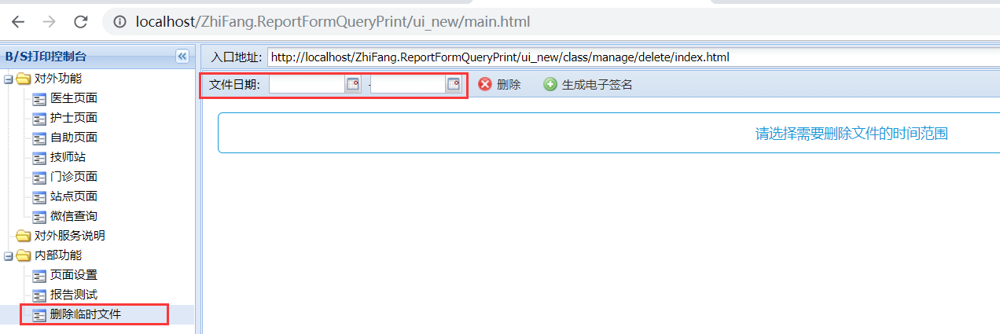 localhost/ZhiFang.ReportFormQueryPrint/ui_new/main.html
B/S打印控制台
入口地址: http://localhost/ZhiFang.ReportFormQueryPrint/ui_new/class/manage/delete/index.html
对外功能
文件日期: - 删除 生成电子签名
医生页面
护士页面
请选择需要删除文件的时间范围
自助页面
技师站
门诊页面
站点页面
微信查询
对外服务说明
内部功能
页面设置
报告测试
删除临时文件